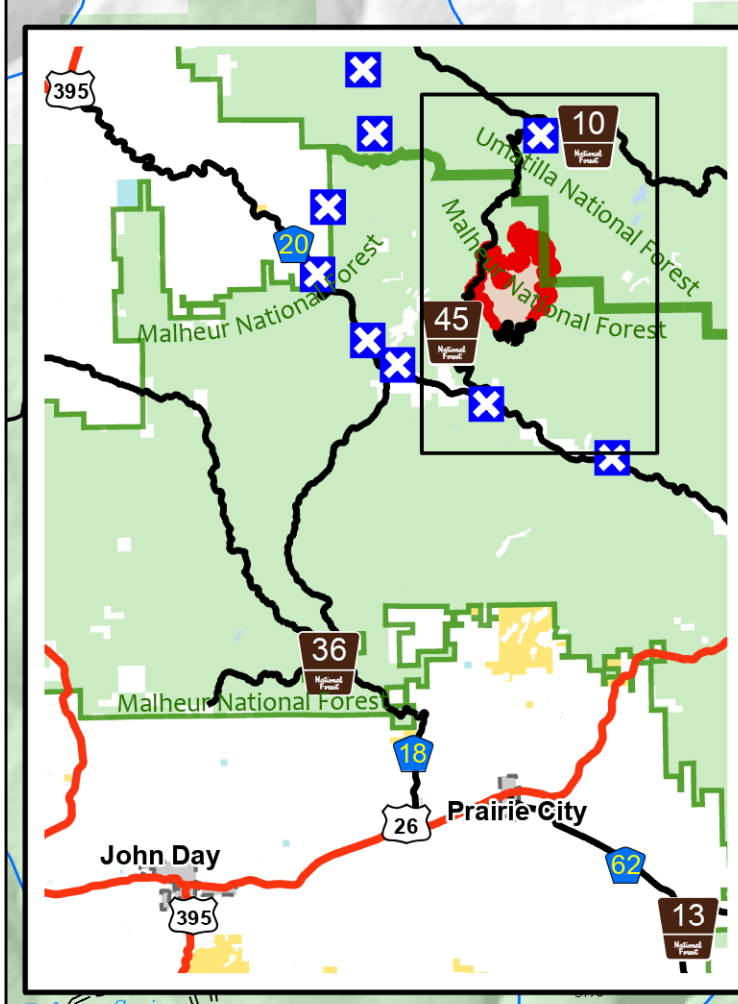 395
10
National
Forest
Umatilla National Forest
20
Malheur National Forest
Malheur National Forest
45
National
Forest
36
National
Forest
Malheur National Forest
18
26
Prairie City
John Day
395
62
13
National
Forest